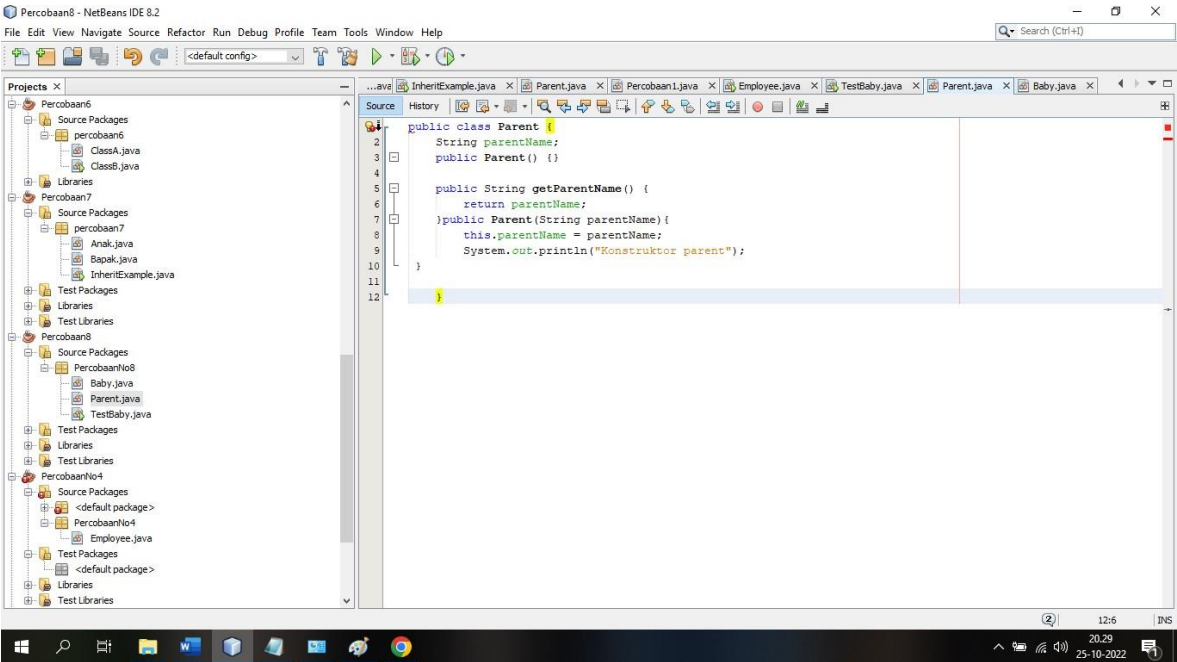 Percobaan8 - NetBeans IDE 8.2
File Edit View Navigate Source Refactor Run Debug Profile Team Tools Window Help
Search (Ctrl+I)
<default config>
Projects
...ava InheritExample.java Parent.java Percobaan1.java Employee.java TestBaby.java Parent.java Baby.java
Source History
Percobaan6
Source Packages
percobaan6
ClassA.java
ClassB.java
Libraries
Percobaan7
Source Packages
percobaan7
Anak.java
Bapak.java
InheritExample.java
Test Packages
Libraries
Test Libraries
Percobaan8
Source Packages
PercobaanNo8
Baby.java
Parent.java
TestBaby.java
Test Packages
Libraries
Test Libraries
PercobaanNo4
Source Packages
<default package>
PercobaanNo4
Employee.java
Test Packages
<default package>
Libraries
Test Libraries
public class Parent {
2 String parentName;
3 public Parent() {}
4
5 public String getParentName() {
6 return parentName;
7 }public Parent(String parentName){
8 this.parentName = parentName;
9 System.out.println("Konstruktor parent");
10 }
11
12 }
2 12:6 INS
20.29
25-10-2022
1